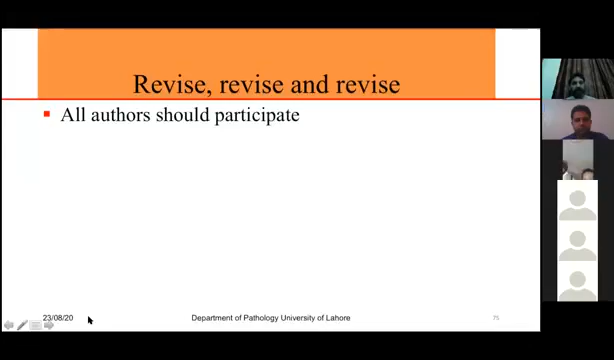 Revise, revise and revise
All authors should participate
23/08/20
Department of Pathology University of Lahore
75